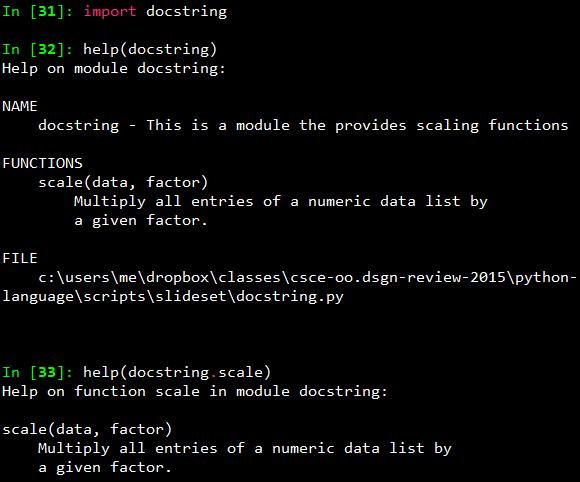 In [31]: import docstring
In [32]: help(docstring)
Help on module docstring:
NAME
docstring - This is a module the provides scaling functions
FUNCTIONS
scale(data, factor)
Multiply all entries of a numeric data list by
a given factor.
FILE
c:\users\me\dropbox\classes\csce-oo.dsgn-review-2015\python-
language\scripts\slideset\docstring.py
In [33]: help(docstring.scale)
Help on function scale in module docstring:
scale(data, factor)
Multiply all entries of a numeric data list by
a given factor.